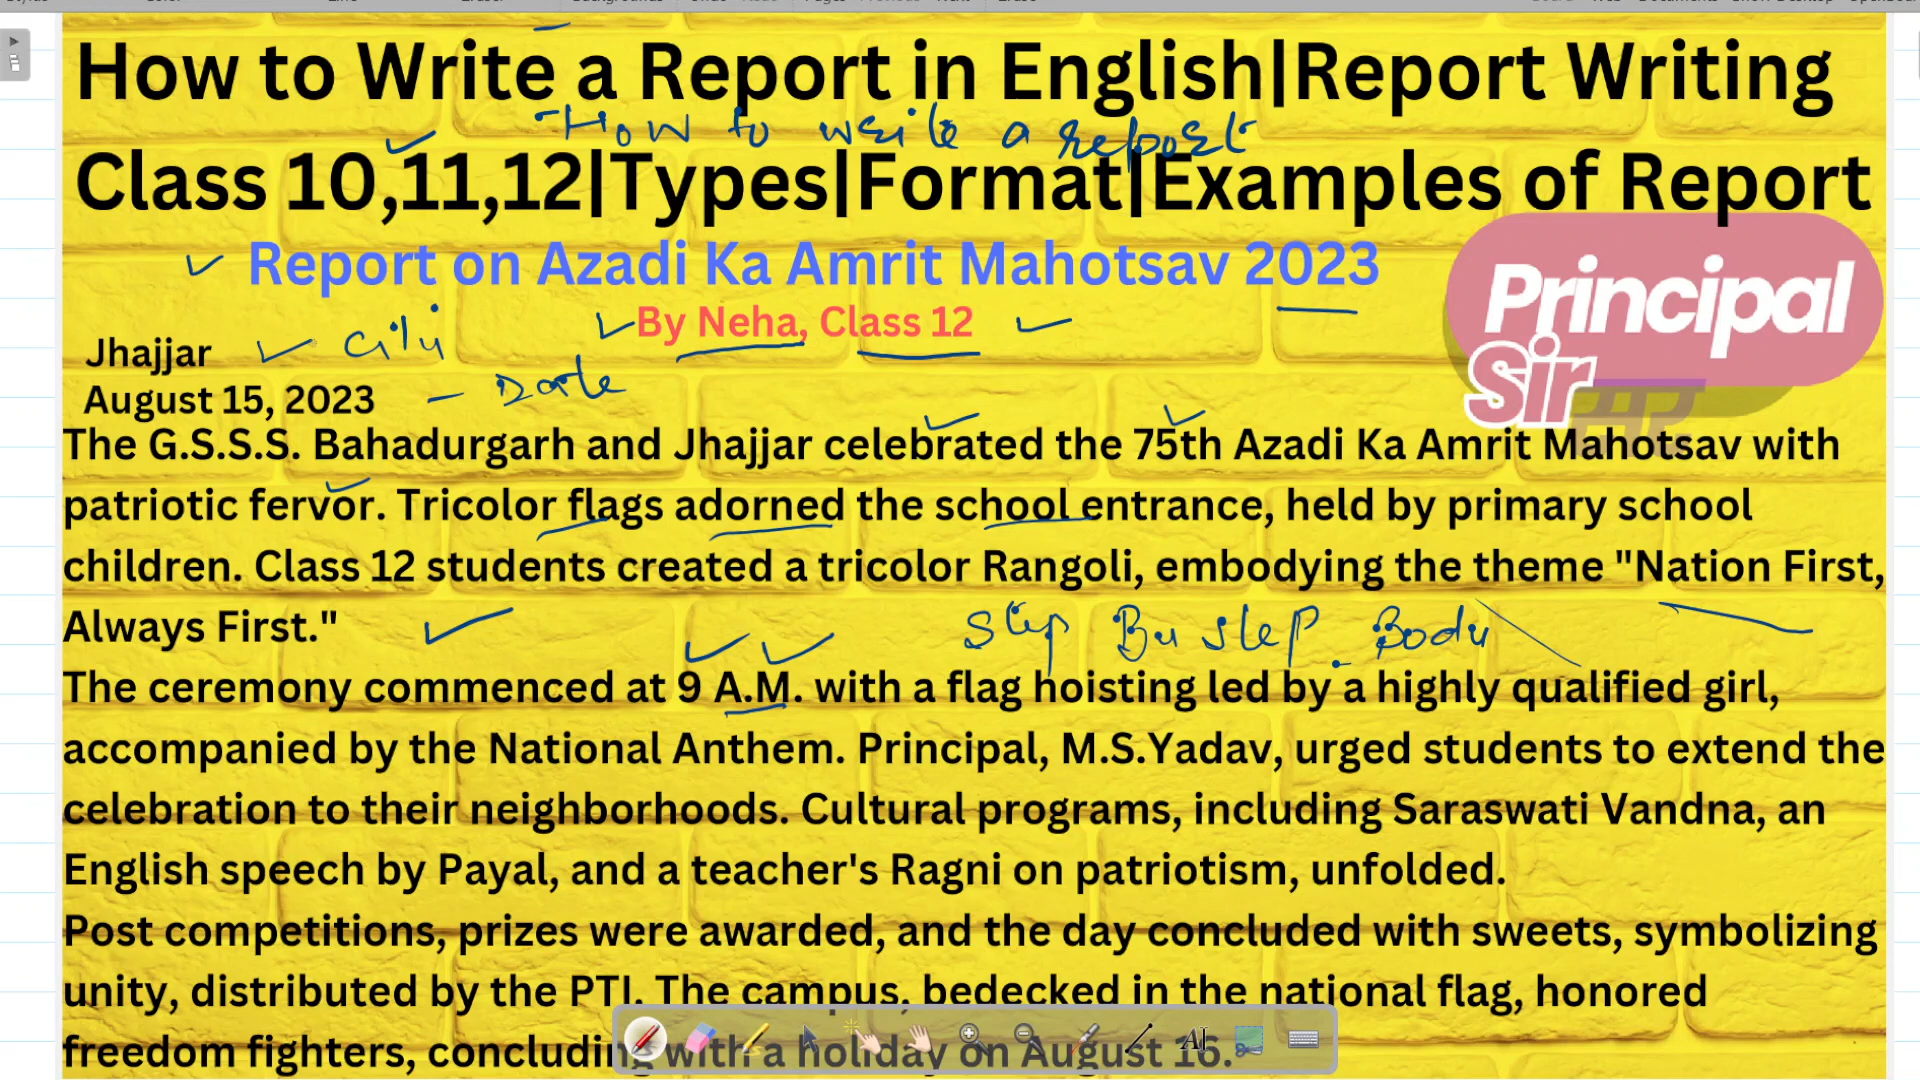 How to Write a Report in English|Report Writing
How to write a report
Class 10,11,12|Types|Format|Examples of Report
Report on Azadi Ka Amrit Mahotsav 2023
Principal
Sir
By Neha, Class 12
Jhajjar
City
August 15, 2023
Date
The G.S.S.S. Bahadurgarh and Jhajjar celebrated the 75th Azadi Ka Amrit Mahotsav with
patriotic fervor. Tricolor flags adorned the school entrance, held by primary school
children. Class 12 students created a tricolor Rangoli, embodying the theme "Nation First,
Always First."
Step By step Body
The ceremony commenced at 9 A.M. with a flag hoisting led by a highly qualified girl,
accompanied by the National Anthem. Principal, M.S.Yadav, urged students to extend the
celebration to their neighborhoods. Cultural programs, including Saraswati Vandna, an
English speech by Payal, and a teacher's Ragni on patriotism, unfolded.
Post competitions, prizes were awarded, and the day concluded with sweets, symbolizing
unity, distributed by the PTI. The campus, bedecked in the national flag, honored
freedom fighters, concluding with a holiday on August 16.